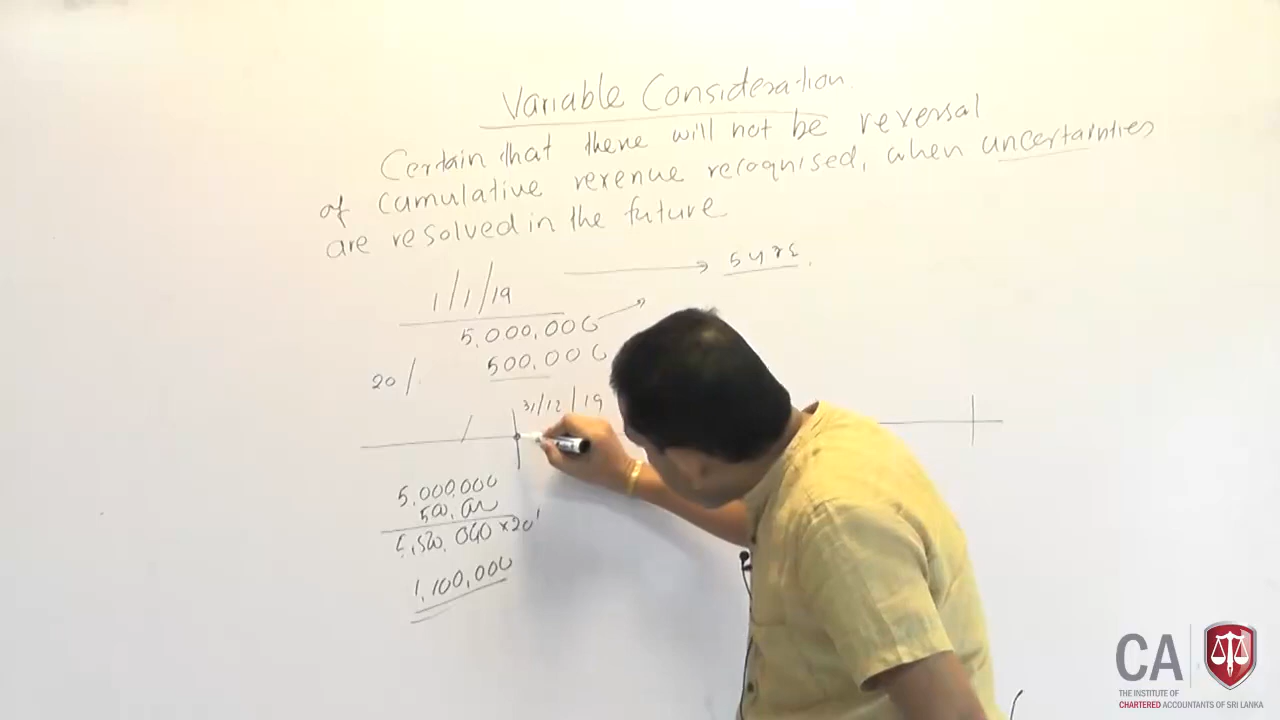 Variable Consideration.
Certain that there will not be reversal
of cumulative revenue recognised, when uncertainties
are resolved in the future
1/1/19
5 yrs.
5,000,000
500,000
20%
31/12/19
5,000,000
500,000
5,500,000 × 20%
1,100,000
CA
THE INSTITUTE OF
CHARTERED ACCOUNTANTS OF SRI LANKA